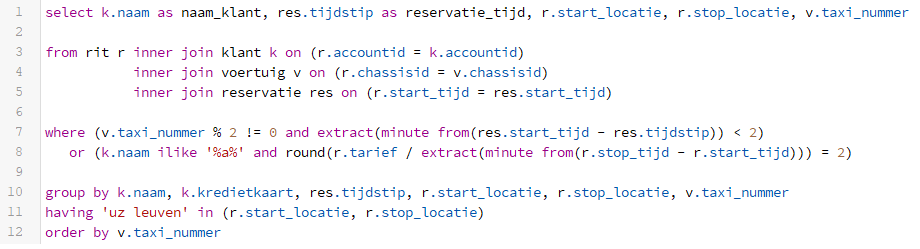 1 select k.naam as naam_klant, res.tijdstip as reservatie_tijd, r.start_locatie, r.stop_locatie, v.taxi_nummer
2
3 from rit r inner join klant k on (r.accountid = k.accountid)
4 inner join voertuig v on (r.chassisid = v.chassisid)
5 inner join reservatie res on (r.start_tijd = res.start_tijd)
6
7 where (v.taxi_nummer % 2 != 0 and extract(minute from(res.start_tijd - res.tijdstip)) < 2)
8 or (k.naam ilike '%a%' and round(r.tarief / extract(minute from(r.stop_tijd - r.start_tijd))) = 2)
9
10 group by k.naam, k.kredietkaart, res.tijdstip, r.start_locatie, r.stop_locatie, v.taxi_nummer
11 having 'uz leuven' in (r.start_locatie, r.stop_locatie)
12 order by v.taxi_nummer